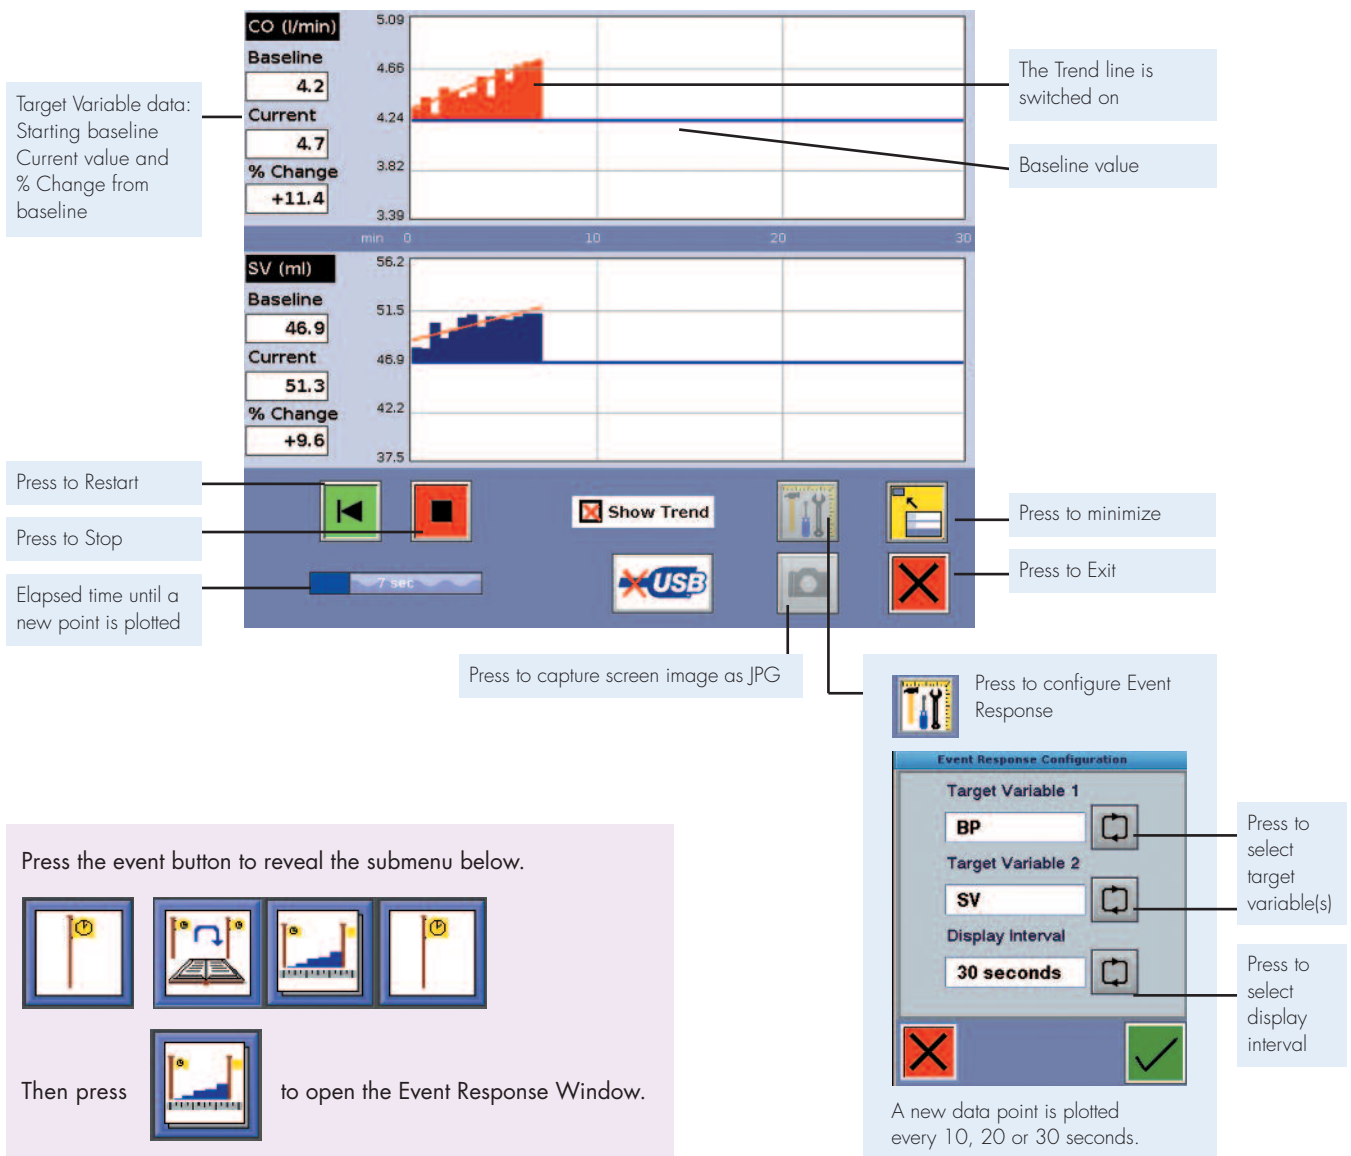 CO (l/min)
Baseline
4.2
Current
4.7
% Change
+11.4
5.09
4.66
4.24
3.82
3.39
min 0 10 20 30
SV (ml)
Baseline
46.9
Current
51.3
% Change
+9.6
56.2
51.5
46.9
42.2
37.5
Show Trend
7 sec
USB
Target Variable data:
Starting baseline
Current value and
% Change from
baseline
The Trend line is
switched on
Baseline value
Press to Restart
Press to Stop
Elapsed time until a
new point is plotted
Press to minimize
Press to Exit
Press to capture screen image as JPG
Press to configure Event
Response
Event Response Configuration
Target Variable 1
BP
Target Variable 2
SV
Display Interval
30 seconds
Press to
select
target
variable(s)
Press to
select
display
interval
A new data point is plotted
every 10, 20 or 30 seconds.
Press the event button to reveal the submenu below.
Then press to open the Event Response Window.